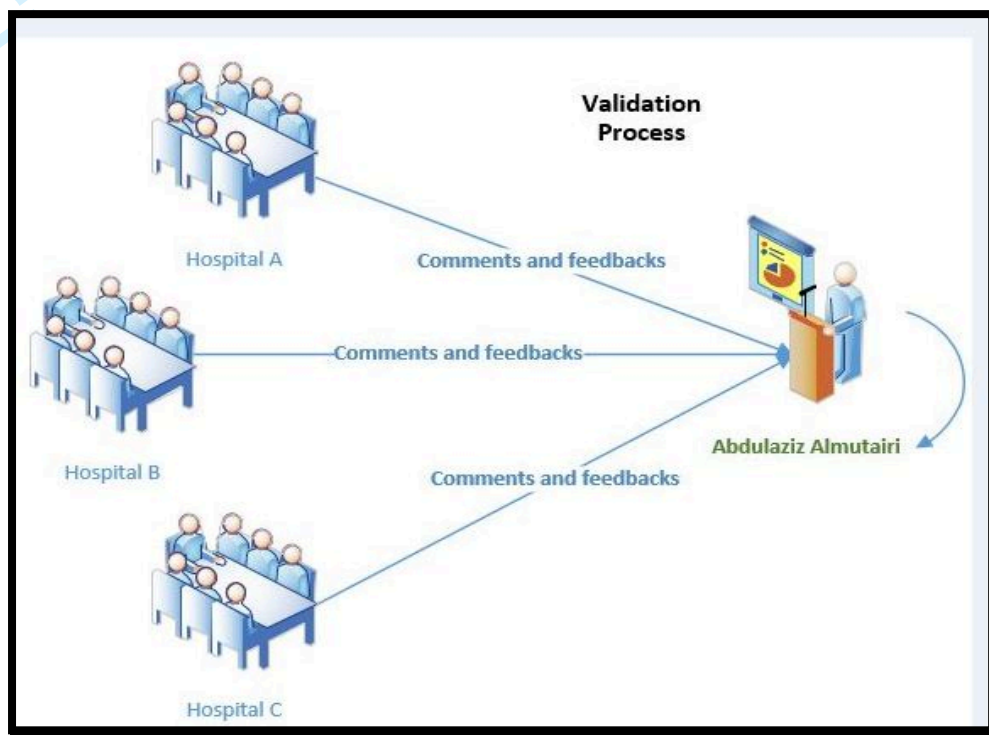 Validation
Process
Hospital A
Comments and feedbacks
Comments and feedbacks
Abdulaziz Almutairi
Hospital B
Comments and feedbacks
Hospital C